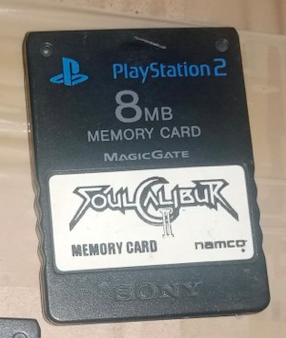 PlayStation 2
8MB
MEMORY CARD
MAGICGATE
SOULCALIBUR
II
MEMORY CARD namco
SONY